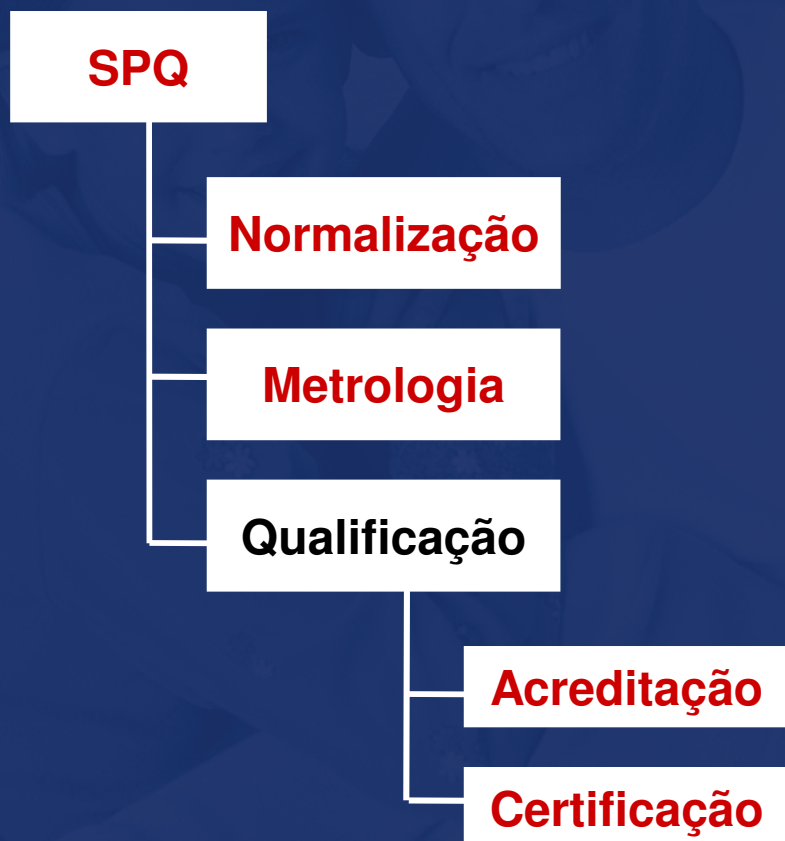 SPQ
Normalização
Metrologia
Qualificação
Acreditação
Certificação